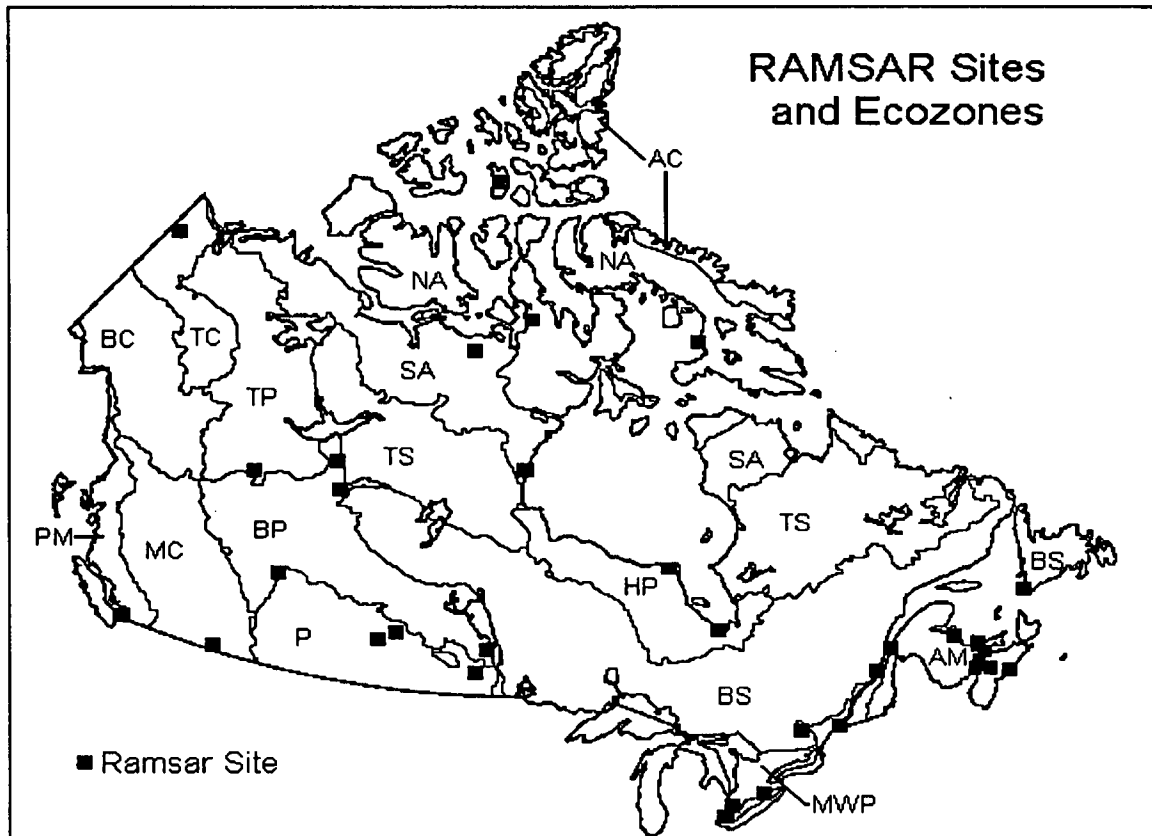 RAMSAR Sites
and Ecozones
AC
NA
NA
BC
TC
SA
TP
TS
SA
TS
PM
MC
BP
HP
BS
P
AM
BS
Ramsar Site
MWP